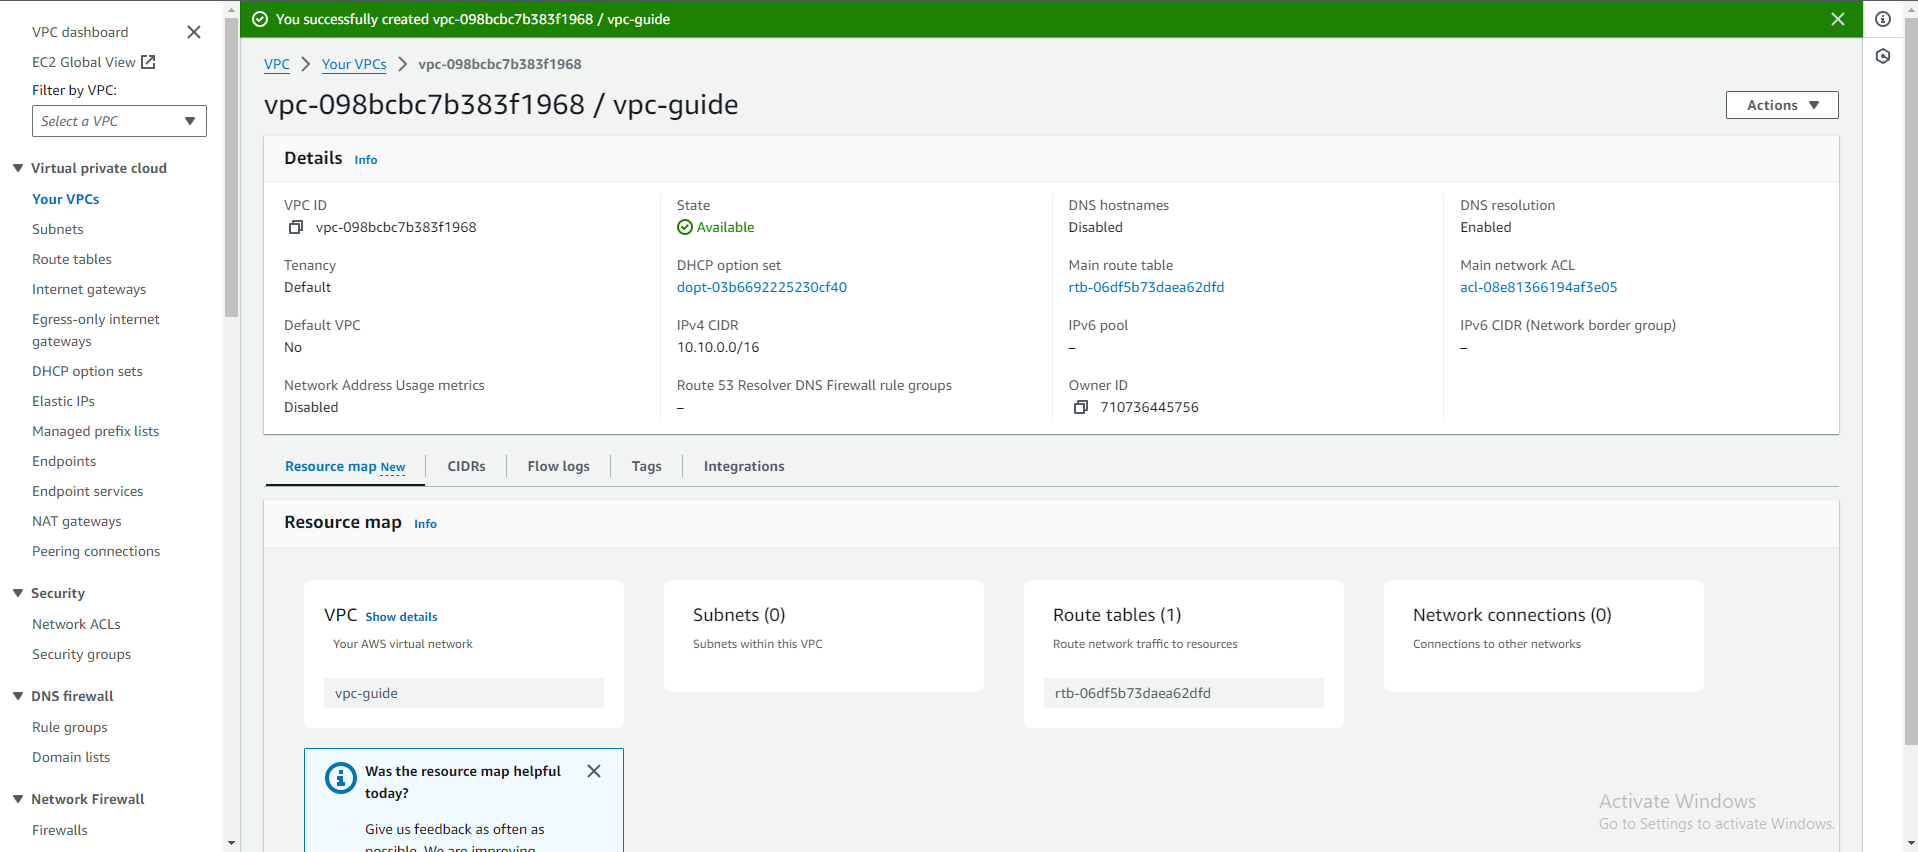 You successfully created vpc-098bcbc7b383f1968 / vpc-guide
VPC dashboard
EC2 Global View
Filter by VPC:
Select a VPC
Virtual private cloud
Your VPCs
Subnets
Route tables
Internet gateways
Egress-only internet
gateways
DHCP option sets
Elastic IPs
Managed prefix lists
Endpoints
Endpoint services
NAT gateways
Peering connections
Security
Network ACLs
Security groups
DNS firewall
Rule groups
Domain lists
Network Firewall
Firewalls
VPC > Your VPCs > vpc-098bcbc7b383f1968
vpc-098bcbc7b383f1968 / vpc-guide
Actions
Details Info
VPC ID
vpc-098bcbc7b383f1968
State
Available
DNS hostnames
Disabled
DNS resolution
Enabled
Tenancy
Default
DHCP option set
dopt-03b6692225230cf40
Main route table
rtb-06df5b73daea62dfd
Main network ACL
acl-08e81366194af3e05
Default VPC
No
IPv4 CIDR
10.10.0.0/16
IPv6 pool
–
IPv6 CIDR (Network border group)
–
Network Address Usage metrics
Disabled
Route 53 Resolver DNS Firewall rule groups
–
Owner ID
710736445756
Resource map New
CIDRs
Flow logs
Tags
Integrations
Resource map Info
VPC Show details
Your AWS virtual network
vpc-guide
Subnets (0)
Subnets within this VPC
Route tables (1)
Route network traffic to resources
rtb-06df5b73daea62dfd
Network connections (0)
Connections to other networks
Was the resource map helpful
today?
Give us feedback as often as
possible. We are improving
Activate Windows
Go to Settings to activate Windows.